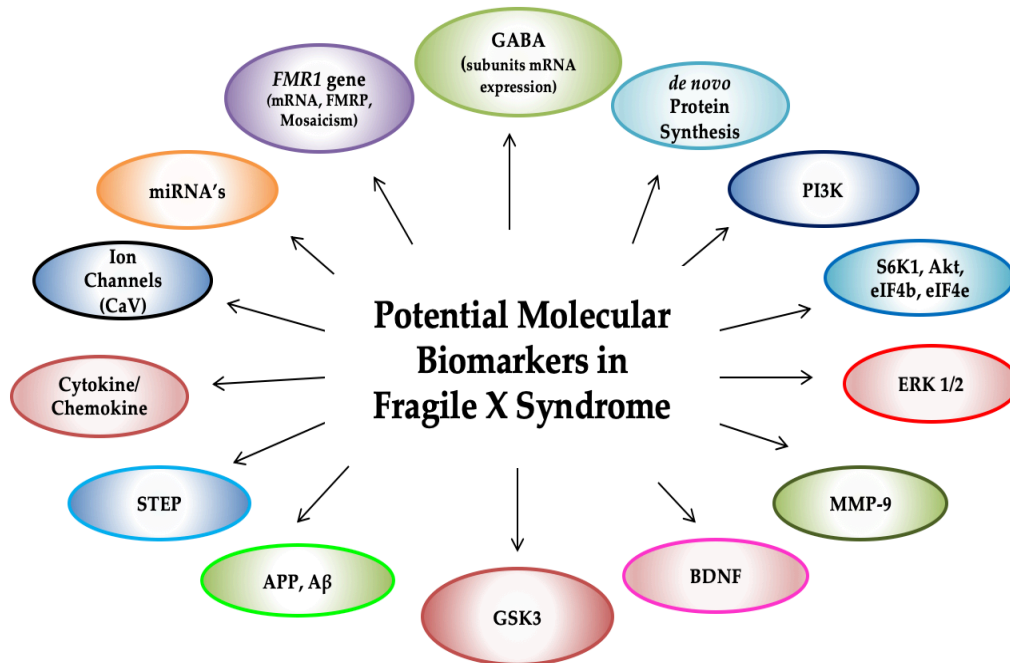 GABA
(subunits mRNA
expression)
FMR1 gene
(mRNA, FMRP,
Mosaicism)
de novo
Protein
Synthesis
miRNA's
PI3K
Ion
Channels
(CaV)
S6K1, Akt,
eIF4b, eIF4e
Potential Molecular
Biomarkers in
Fragile X Syndrome
Cytokine/
Chemokine
ERK 1/2
STEP
MMP-9
APP, Aβ
BDNF
GSK3